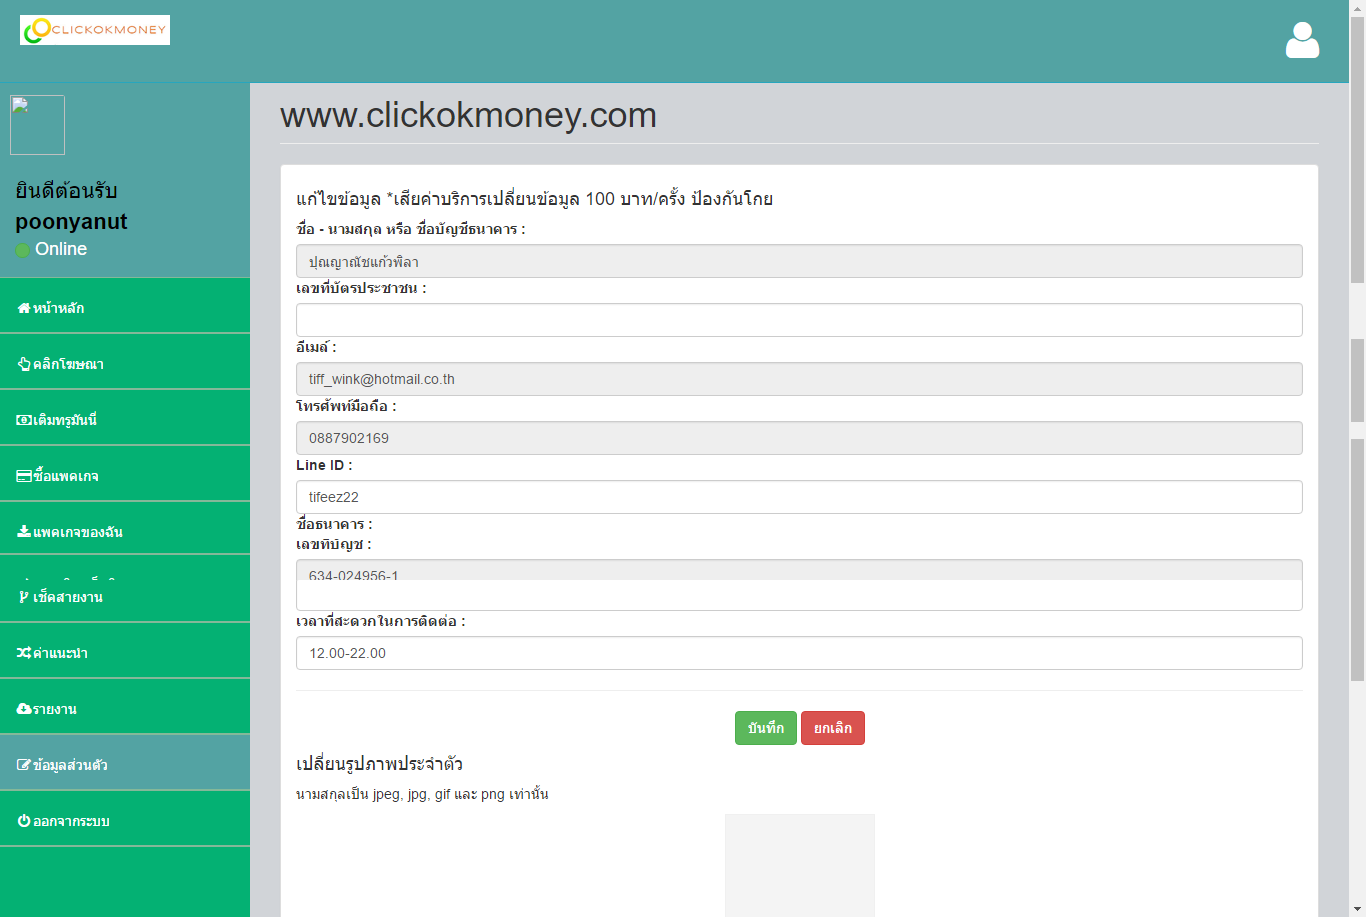 CLICKOKMONEY
www.clickokmoney.com
ยินดีต้อนรับ
poonyanut
Online
หน้าหลัก
คลิกโฆษณา
เติมทรูมันนี่
ซื้อแพคเกจ
แพคเกจของฉัน
เช็คสายงาน
ค่าแนะนำ
รายงาน
ข้อมูลส่วนตัว
ออกจากระบบ
แก้ไขข้อมูล *เสียค่าบริการเปลี่ยนข้อมูล 100 บาท/ครั้ง ป้องกันโกย
ชื่อ - นามสกุล หรือ ชื่อบัญชีธนาคาร :
ปุณญาณัชแก้วพิลา
เลขที่บัตรประชาชน :
อีเมล์ :
tiff_wink@hotmail.co.th
โทรศัพท์มือถือ :
0887902169
Line ID :
tifeez22
ชื่อธนาคาร :
เลขที่บัญช :
634-024956-1
เวลาที่สะดวกในการติดต่อ :
12.00-22.00
บันทึก ยกเลิก
เปลี่ยนรูปภาพประจำตัว
นามสกุลเป็น jpeg, jpg, gif และ png เท่านั้น